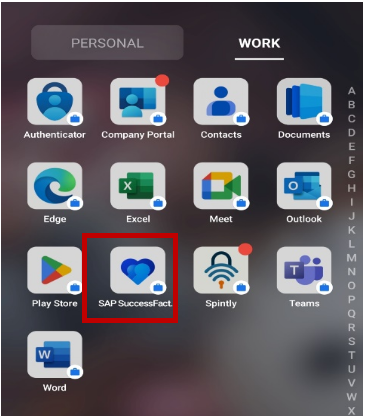 PERSONAL WORK
Authenticator Company Portal Contacts Documents
Edge Excel Meet Outlook
Play Store SAP SuccessFact. Spintly Teams
Word
A
B
C
D
E
F
G
H
I
J
K
L
M
N
O
P
Q
R
S
T
U
V
W
X